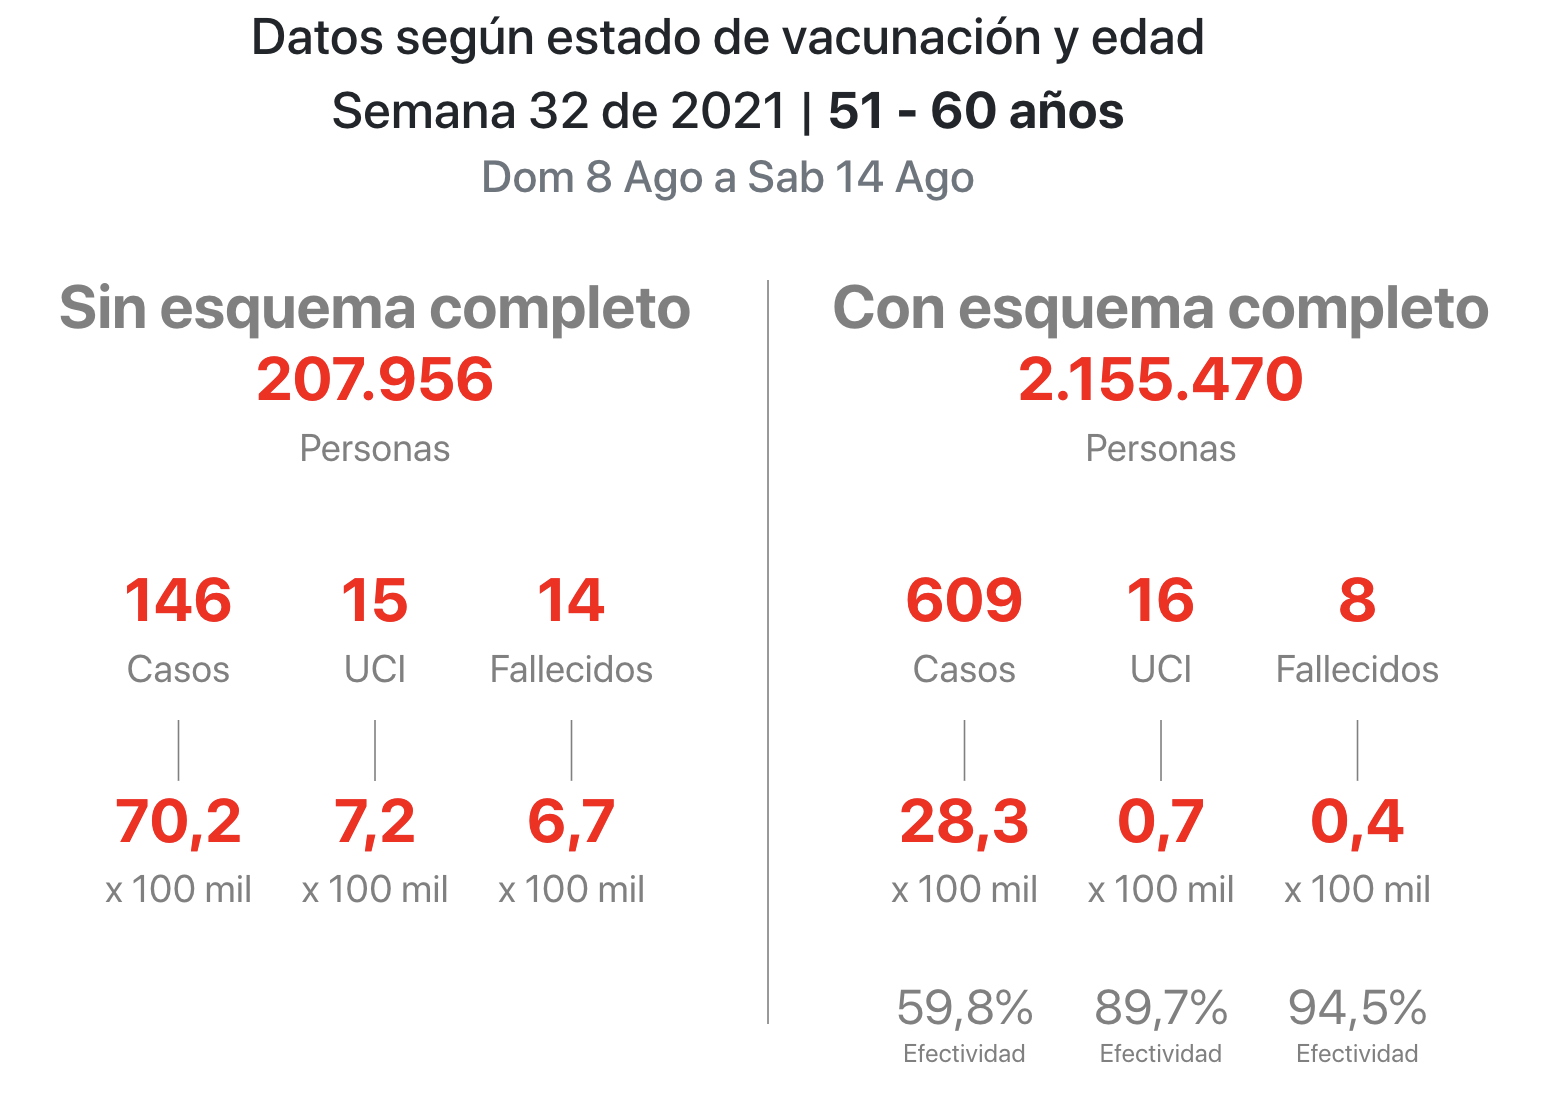 Datos según estado de vacunación y edad
Semana 32 de 2021 | 51 - 60 años
Dom 8 Ago a Sab 14 Ago
Sin esquema completo
207.956
Personas
146 15 14
Casos UCI Fallecidos
70,2 7,2 6,7
x 100 mil x 100 mil x 100 mil
Con esquema completo
2.155.470
Personas
609 16 8
Casos UCI Fallecidos
28,3 0,7 0,4
x 100 mil x 100 mil x 100 mil
59,8% 89,7% 94,5%
Efectividad Efectividad Efectividad